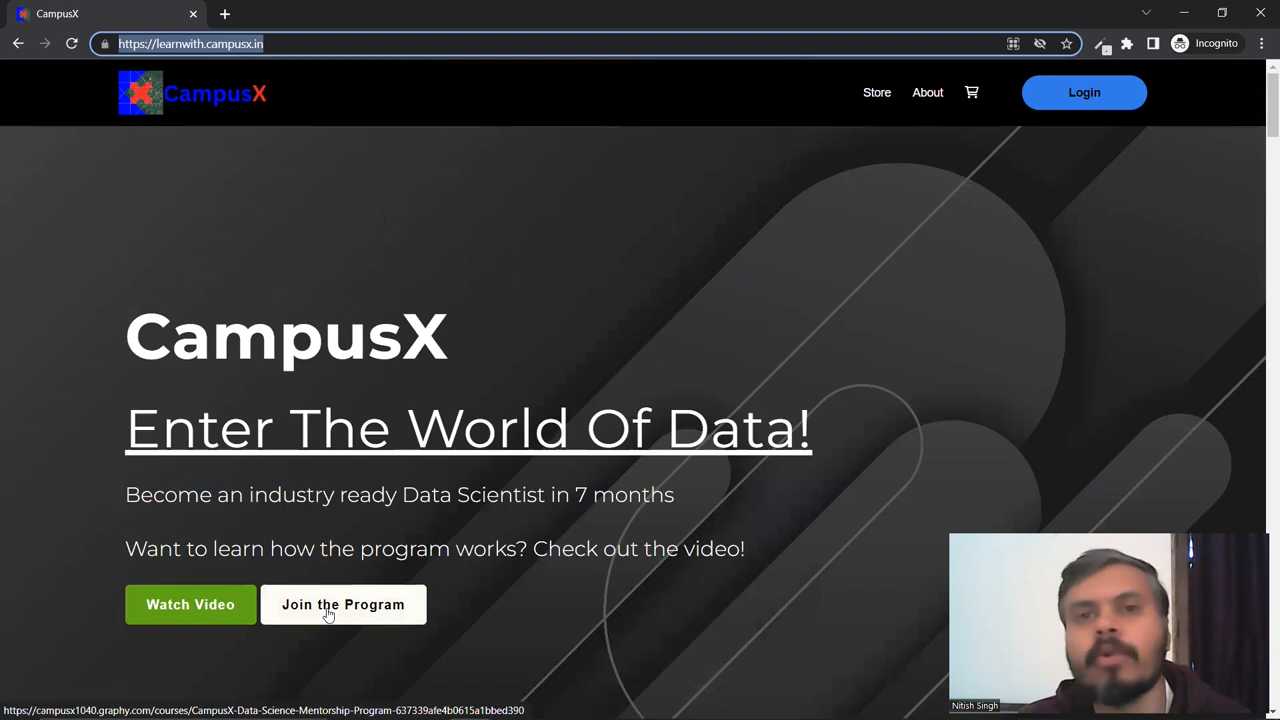 CampusX
https://learnwith.campusx.in
Incognito
CampusX
Store
About
Login
CampusX
Enter The World Of Data!
Become an industry ready Data Scientist in 7 months
Want to learn how the program works? Check out the video!
Watch Video
Join the Program
Nitish Singh
https://campusx1040.graphy.com/courses/CampusX-Data-Science-Mentorship-Program-637339afe4b0615a1bbed390